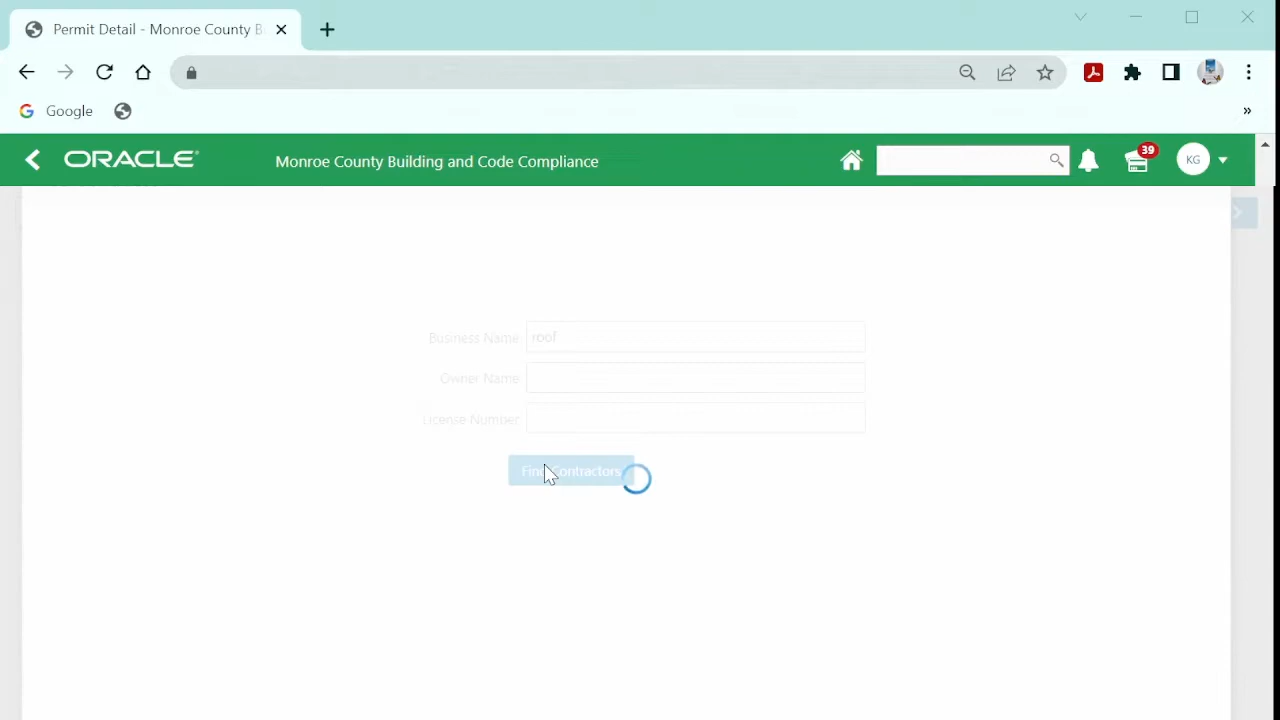 Permit Detail - Monroe County B
Google
»
ORACLE
Monroe County Building and Code Compliance
39
KG
Business Name
roof
Owner Name
License Number
Find Contractors